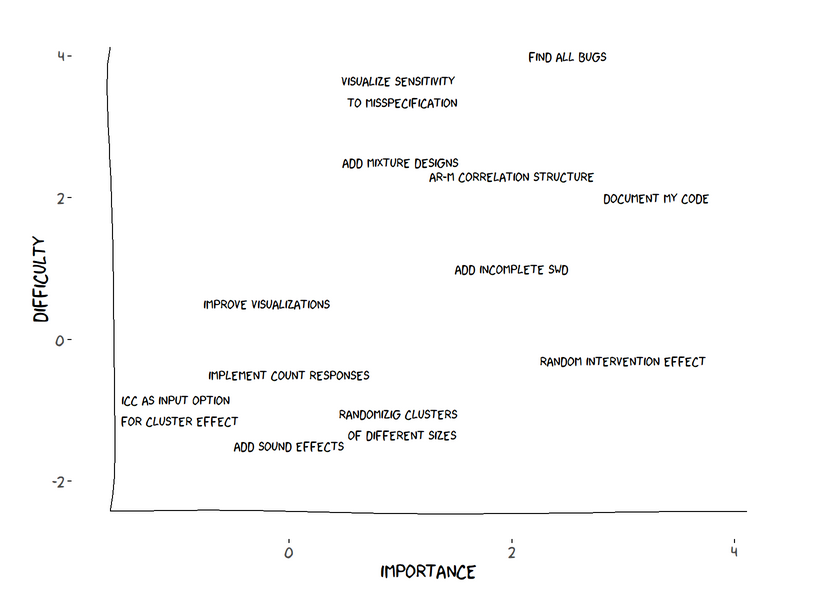 4
FIND ALL BUGS
VISUALIZE SENSITIVITY
TO MISSPECIFICATION
ADD MIXTURE DESIGNS
AR-M CORRELATION STRUCTURE
2
DOCUMENT MY CODE
DIFFICULTY
ADD INCOMPLETE SWD
IMPROVE VISUALIZATIONS
0
RANDOM INTERVENTION EFFECT
IMPLEMENT COUNT RESPONSES
ICC AS INPUT OPTION
FOR CLUSTER EFFECT
RANDOMIZIG CLUSTERS
OF DIFFERENT SIZES
ADD SOUND EFFECTS
-2
0 2 4
IMPORTANCE